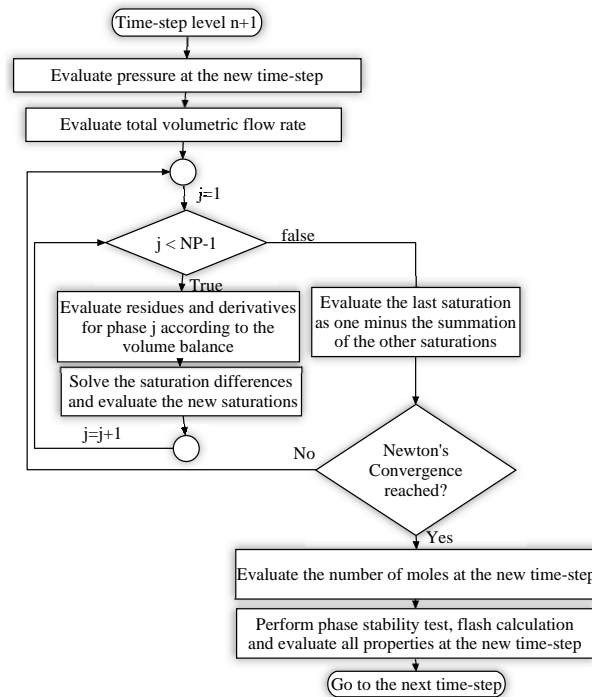 Time-step level n+1
Evaluate pressure at the new time-step
Evaluate total volumetric flow rate
j=1
j < NP-1
false
True
Evaluate residues and derivatives
for phase j according to the
volume balance
Evaluate the last saturation
as one minus the summation
of the other saturations
Solve the saturation differences
and evaluate the new saturations
j=j+1
No
Newton's
Convergence
reached?
Yes
Evaluate the number of moles at the new time-step
Perform phase stability test, flash calculation
and evaluate all properties at the new time-step
Go to the next time-step